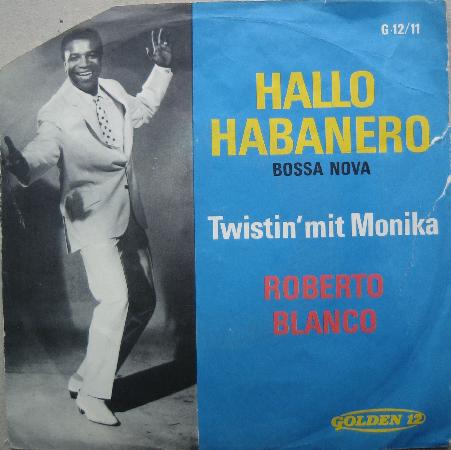 G-12/11
HALLO
HABANERO
BOSSA NOVA
Twistin' mit Monika
ROBERTO
BLANCO
GOLDEN 12